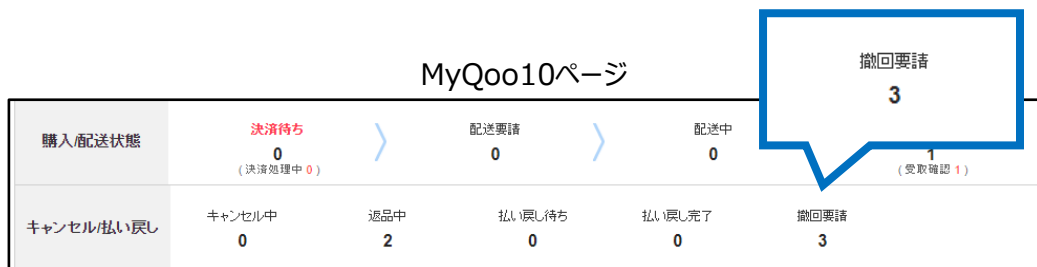 MyQoo10ページ
撤回要請
3
購入/配送状態
決済待ち
0
(決済処理中 0)
配送要請
0
配送中
0
1
(受取確認 1)
キャンセル/払い戻し
キャンセル中
0
返品中
2
払い戻し待ち
0
払い戻し完了
0
撤回要請
3